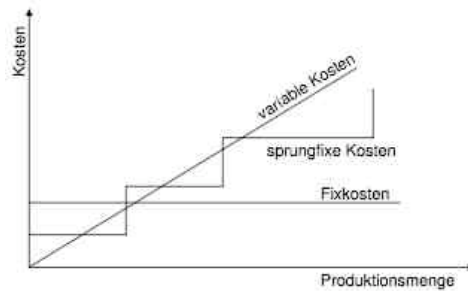 Kosten
variable Kosten
sprungfixe Kosten
Fixkosten
Produktionsmenge